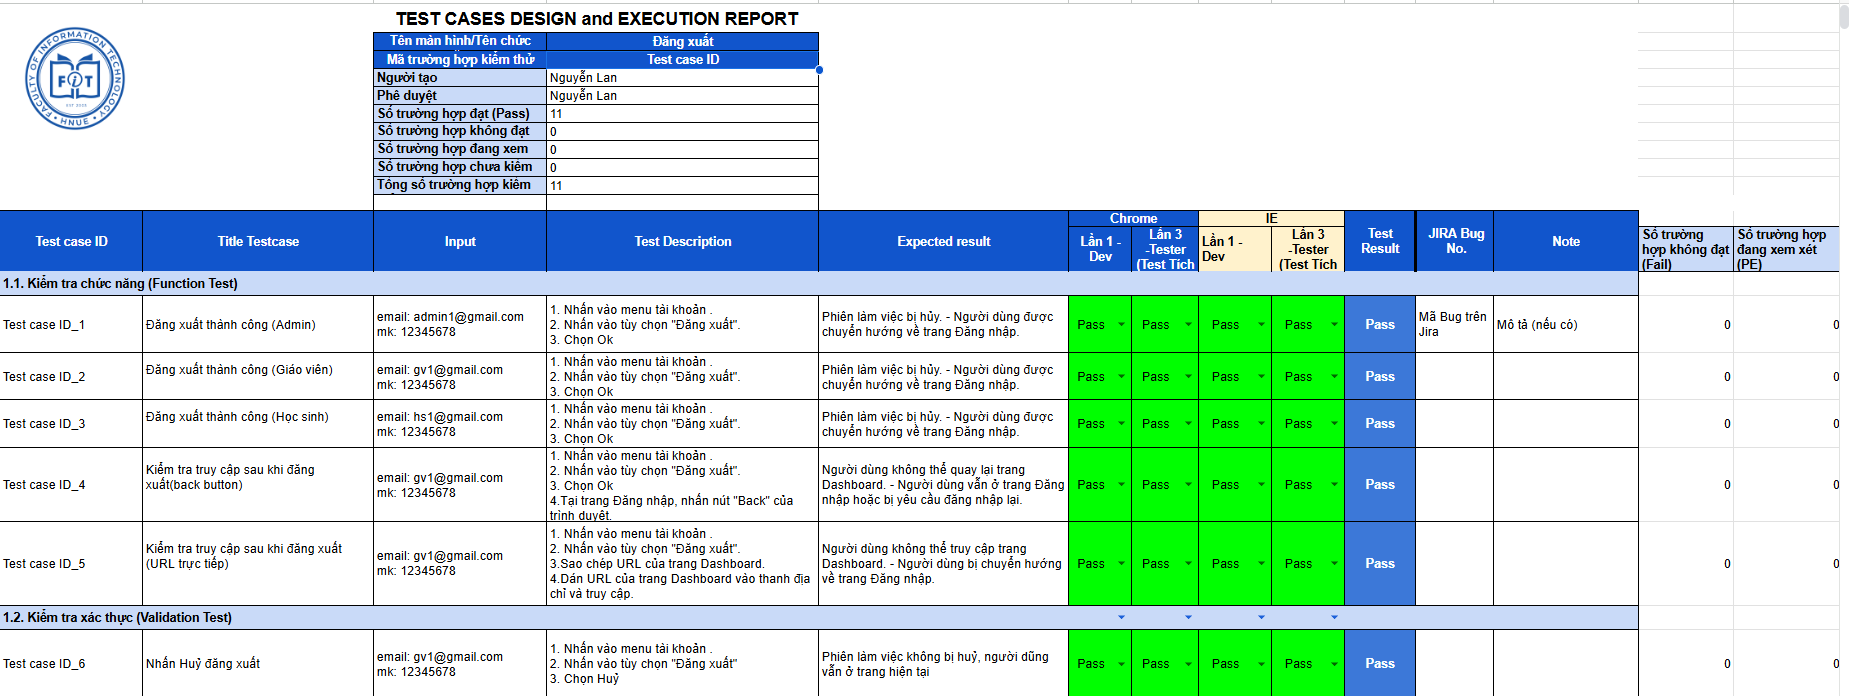 TEST CASES DESIGN and EXECUTION REPORT
FACULTY OF INFORMATION TECHNOLOGY
FiT
EST 2023
HNUE
Tên màn hình/Tên chức
Đăng xuất
Mã trường hợp kiểm thử
Test case ID
Người tạo
Nguyễn Lan
Phê duyệt
Nguyễn Lan
Số trường hợp đạt (Pass)
11
Số trường hợp không đạt
0
Số trường hợp đang xem
0
Số trường hợp chưa kiểm
0
Tổng số trường hợp kiểm
11
Test case ID
Title Testcase
Input
Test Description
Expected result
Chrome
IE
Lần 1 -
Dev
Lần 3
-Tester
(Test Tích
Lần 1 -
Dev
Lần 3
-Tester
(Test Tích
Test
Result
JIRA Bug
No.
Note
Số trường
hợp không đạt
(Fail)
Số trường hợp
đang xem xét
(PE)
1.1. Kiểm tra chức năng (Function Test)
Test case ID_1
Đăng xuất thành công (Admin)
email: admin1@gmail.com
mk: 12345678
1. Nhấn vào menu tài khoản .
2. Nhấn vào tùy chọn "Đăng xuất".
3. Chọn Ok
Phiên làm việc bị hủy. - Người dùng được
chuyển hướng về trang Đăng nhập.
Pass
Pass
Pass
Pass
Pass
Mã Bug trên
Jira
Mô tả (nếu có)
0
0
Test case ID_2
Đăng xuất thành công (Giáo viên)
email: gv1@gmail.com
mk: 12345678
1. Nhấn vào menu tài khoản .
2. Nhấn vào tùy chọn "Đăng xuất".
3. Chọn Ok
Phiên làm việc bị hủy. - Người dùng được
chuyển hướng về trang Đăng nhập.
Pass
Pass
Pass
Pass
Pass
0
0
Test case ID_3
Đăng xuất thành công (Học sinh)
email: hs1@gmail.com
mk: 12345678
1. Nhấn vào menu tài khoản .
2. Nhấn vào tùy chọn "Đăng xuất".
3. Chọn Ok
Phiên làm việc bị hủy. - Người dùng được
chuyển hướng về trang Đăng nhập.
Pass
Pass
Pass
Pass
Pass
0
0
Test case ID_4
Kiểm tra truy cập sau khi đăng
xuất(back button)
email: gv1@gmail.com
mk: 12345678
1. Nhấn vào menu tài khoản .
2. Nhấn vào tùy chọn "Đăng xuất".
3. Chọn Ok
4.Tại trang Đăng nhập, nhấn nút "Back" của
trình duyệt.
Người dùng không thể quay lại trang
Dashboard. - Người dùng vẫn ở trang Đăng
nhập hoặc bị yêu cầu đăng nhập lại.
Pass
Pass
Pass
Pass
Pass
0
0
Test case ID_5
Kiểm tra truy cập sau khi đăng xuất
(URL trực tiếp)
email: gv1@gmail.com
mk: 12345678
1. Nhấn vào menu tài khoản .
2. Nhấn vào tùy chọn "Đăng xuất".
3.Sao chép URL của trang Dashboard.
4.Dán URL của trang Dashboard vào thanh địa
chỉ và truy cập.
Người dùng không thể truy cập trang
Dashboard. - Người dùng bị chuyển hướng
về trang Đăng nhập.
Pass
Pass
Pass
Pass
Pass
0
0
1.2. Kiểm tra xác thực (Validation Test)
Test case ID_6
Nhấn Huỷ đăng xuất
email: gv1@gmail.com
mk: 12345678
1. Nhấn vào menu tài khoản .
2. Nhấn vào tùy chọn "Đăng xuất"
3. Chọn Huỷ
Phiên làm việc không bị huỷ, người dũng
vẫn ở trang hiện tại
Pass
Pass
Pass
Pass
Pass
0
0